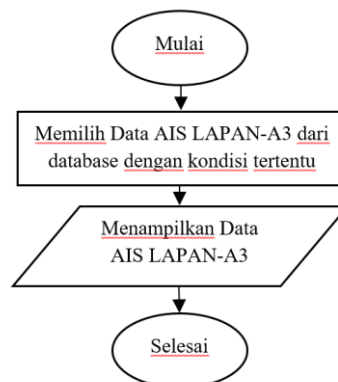 Mulai
Memilih Data AIS LAPAN-A3 dari
database dengan kondisi tertentu
Menampilkan Data
AIS LAPAN-A3
Selesai